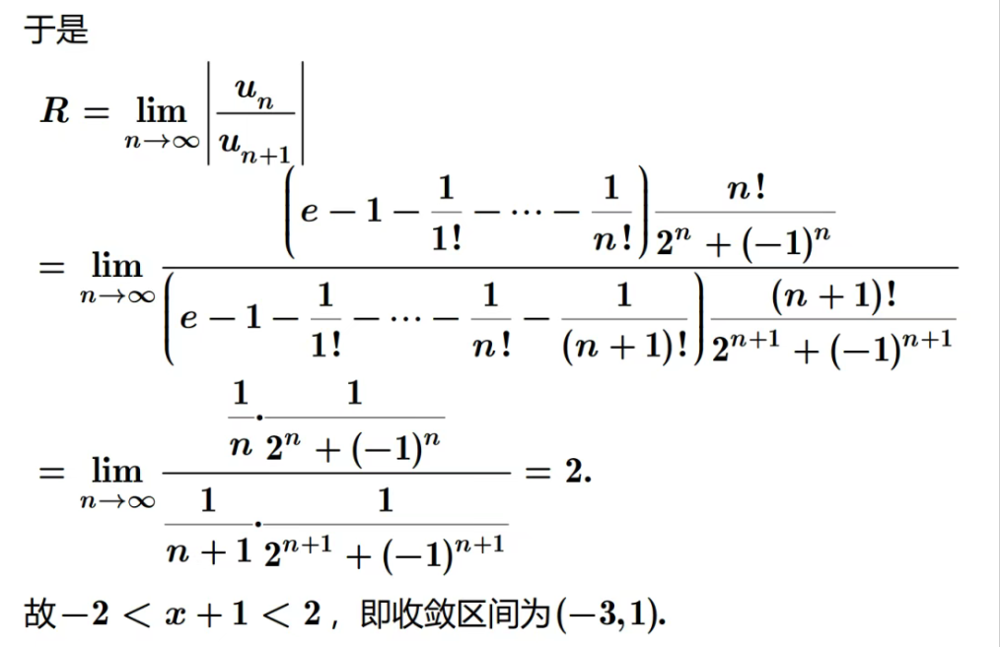 于是
$R = \lim_{n \to \infty} \left| \frac{u_n}{u_{n+1}} \right|$
$= \lim_{n \to \infty} \frac{\left( e - 1 - \frac{1}{1!} - \cdots - \frac{1}{n!} \right) \frac{n!}{2^n + (-1)^n}}{\left( e - 1 - \frac{1}{1!} - \cdots - \frac{1}{n!} - \frac{1}{(n+1)!} \right) \frac{(n+1)!}{2^{n+1} + (-1)^{n+1}}}$
$= \lim_{n \to \infty} \frac{\frac{1}{n} \cdot \frac{1}{2^n + (-1)^n}}{\frac{1}{n+1} \cdot \frac{1}{2^{n+1} + (-1)^{n+1}}} = 2.$
故$-2 < x + 1 < 2$，即收敛区间为$(-3, 1).$